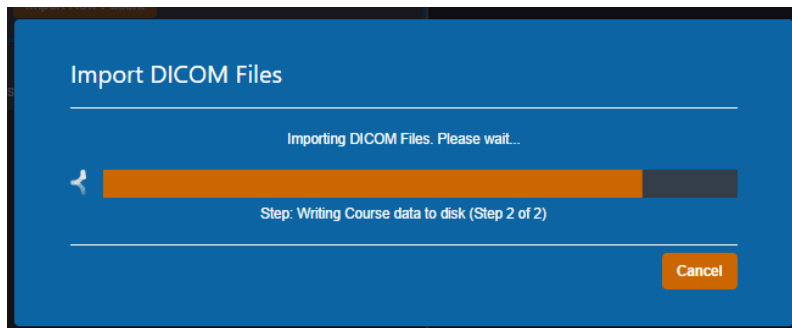 Import DICOM Files
Importing DICOM Files. Please wait...
Step: Writing Course data to disk (Step 2 of 2)
Cancel